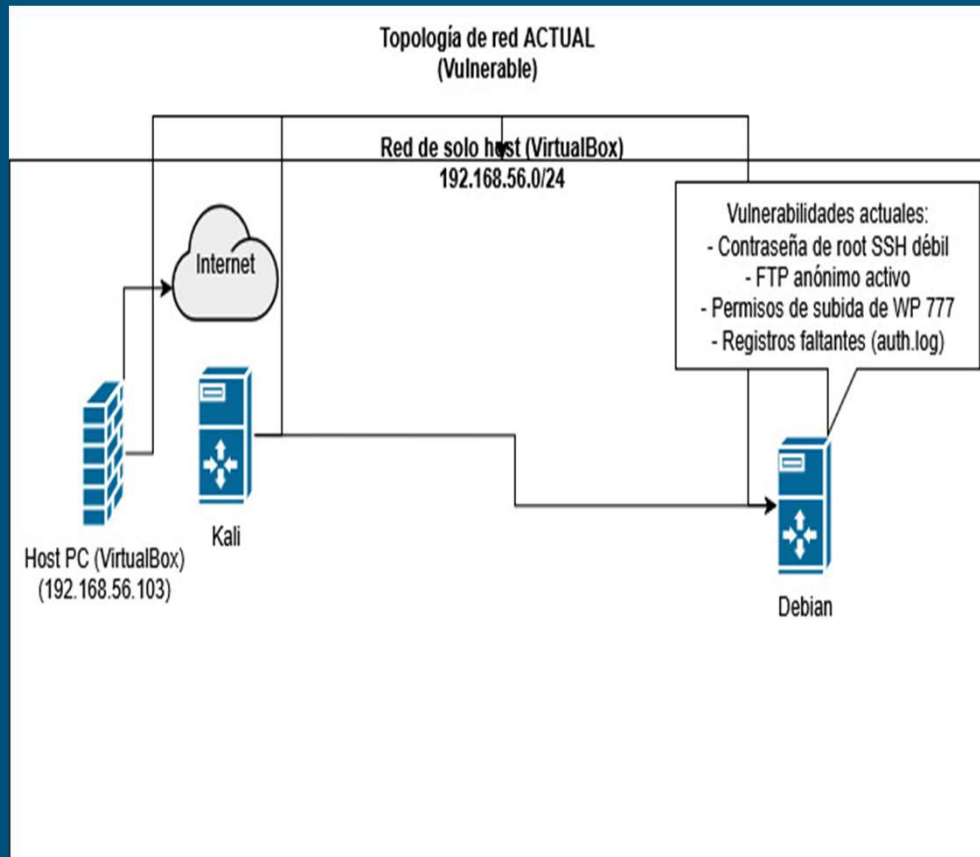 Topología de red ACTUAL
(Vulnerable)
Red de solo host (VirtualBox)
192.168.56.0/24
Vulnerabilidades actuales:
- Contraseña de root SSH débil
- FTP anónimo activo
- Permisos de subida de WP 777
- Registros faltantes (auth.log)
Internet
Kali
Host PC (VirtualBox)
(192.168.56.103)
Debian